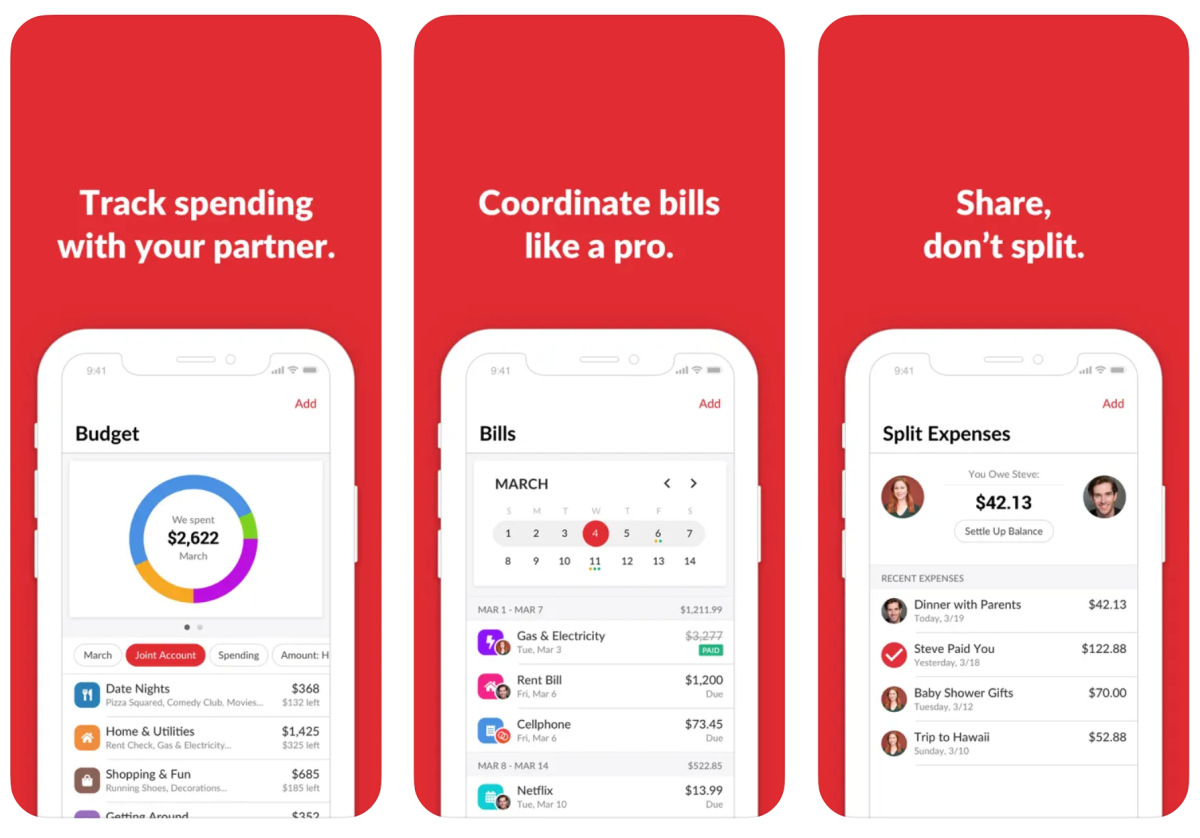 Track spending
with your partner.
9:41
Add
Budget
We spent
$2,622
March
March
Joint Account
Spending
Amount: H
Date Nights
$368
Pizza Squared, Comedy Club, Movies...
$132 left
Home & Utilities
$1,425
Rent Check, Gas & Electricity...
$325 left
Shopping & Fun
$685
Running Shoes, Decorations...
$185 left
Getting Around
$352
Coordinate bills
like a pro.
9:41
Add
Bills
MARCH
S M T W T F S
1 2 3 4 5 6 7
8 9 10 11 12 13 14
MAR 1 - MAR 7
$1,211.99
Gas & Electricity
$3,277
Tue, Mar 3
PAID
Rent Bill
$1,200
Fri, Mar 6
Due
Cellphone
$73.45
Fri, Mar 6
Due
MAR 8 - MAR 14
$522.85
Netflix
$13.99
Tue, Mar 10
Due
Share,
don’t split.
9:41
Add
Split Expenses
You Owe Steve:
$42.13
Settle Up Balance
RECENT EXPENSES
Dinner with Parents
$42.13
Today, 3/19
Steve Paid You
$122.88
Yesterday, 3/18
Baby Shower Gifts
$70.00
Tuesday, 3/12
Trip to Hawaii
$52.88
Sunday, 3/10